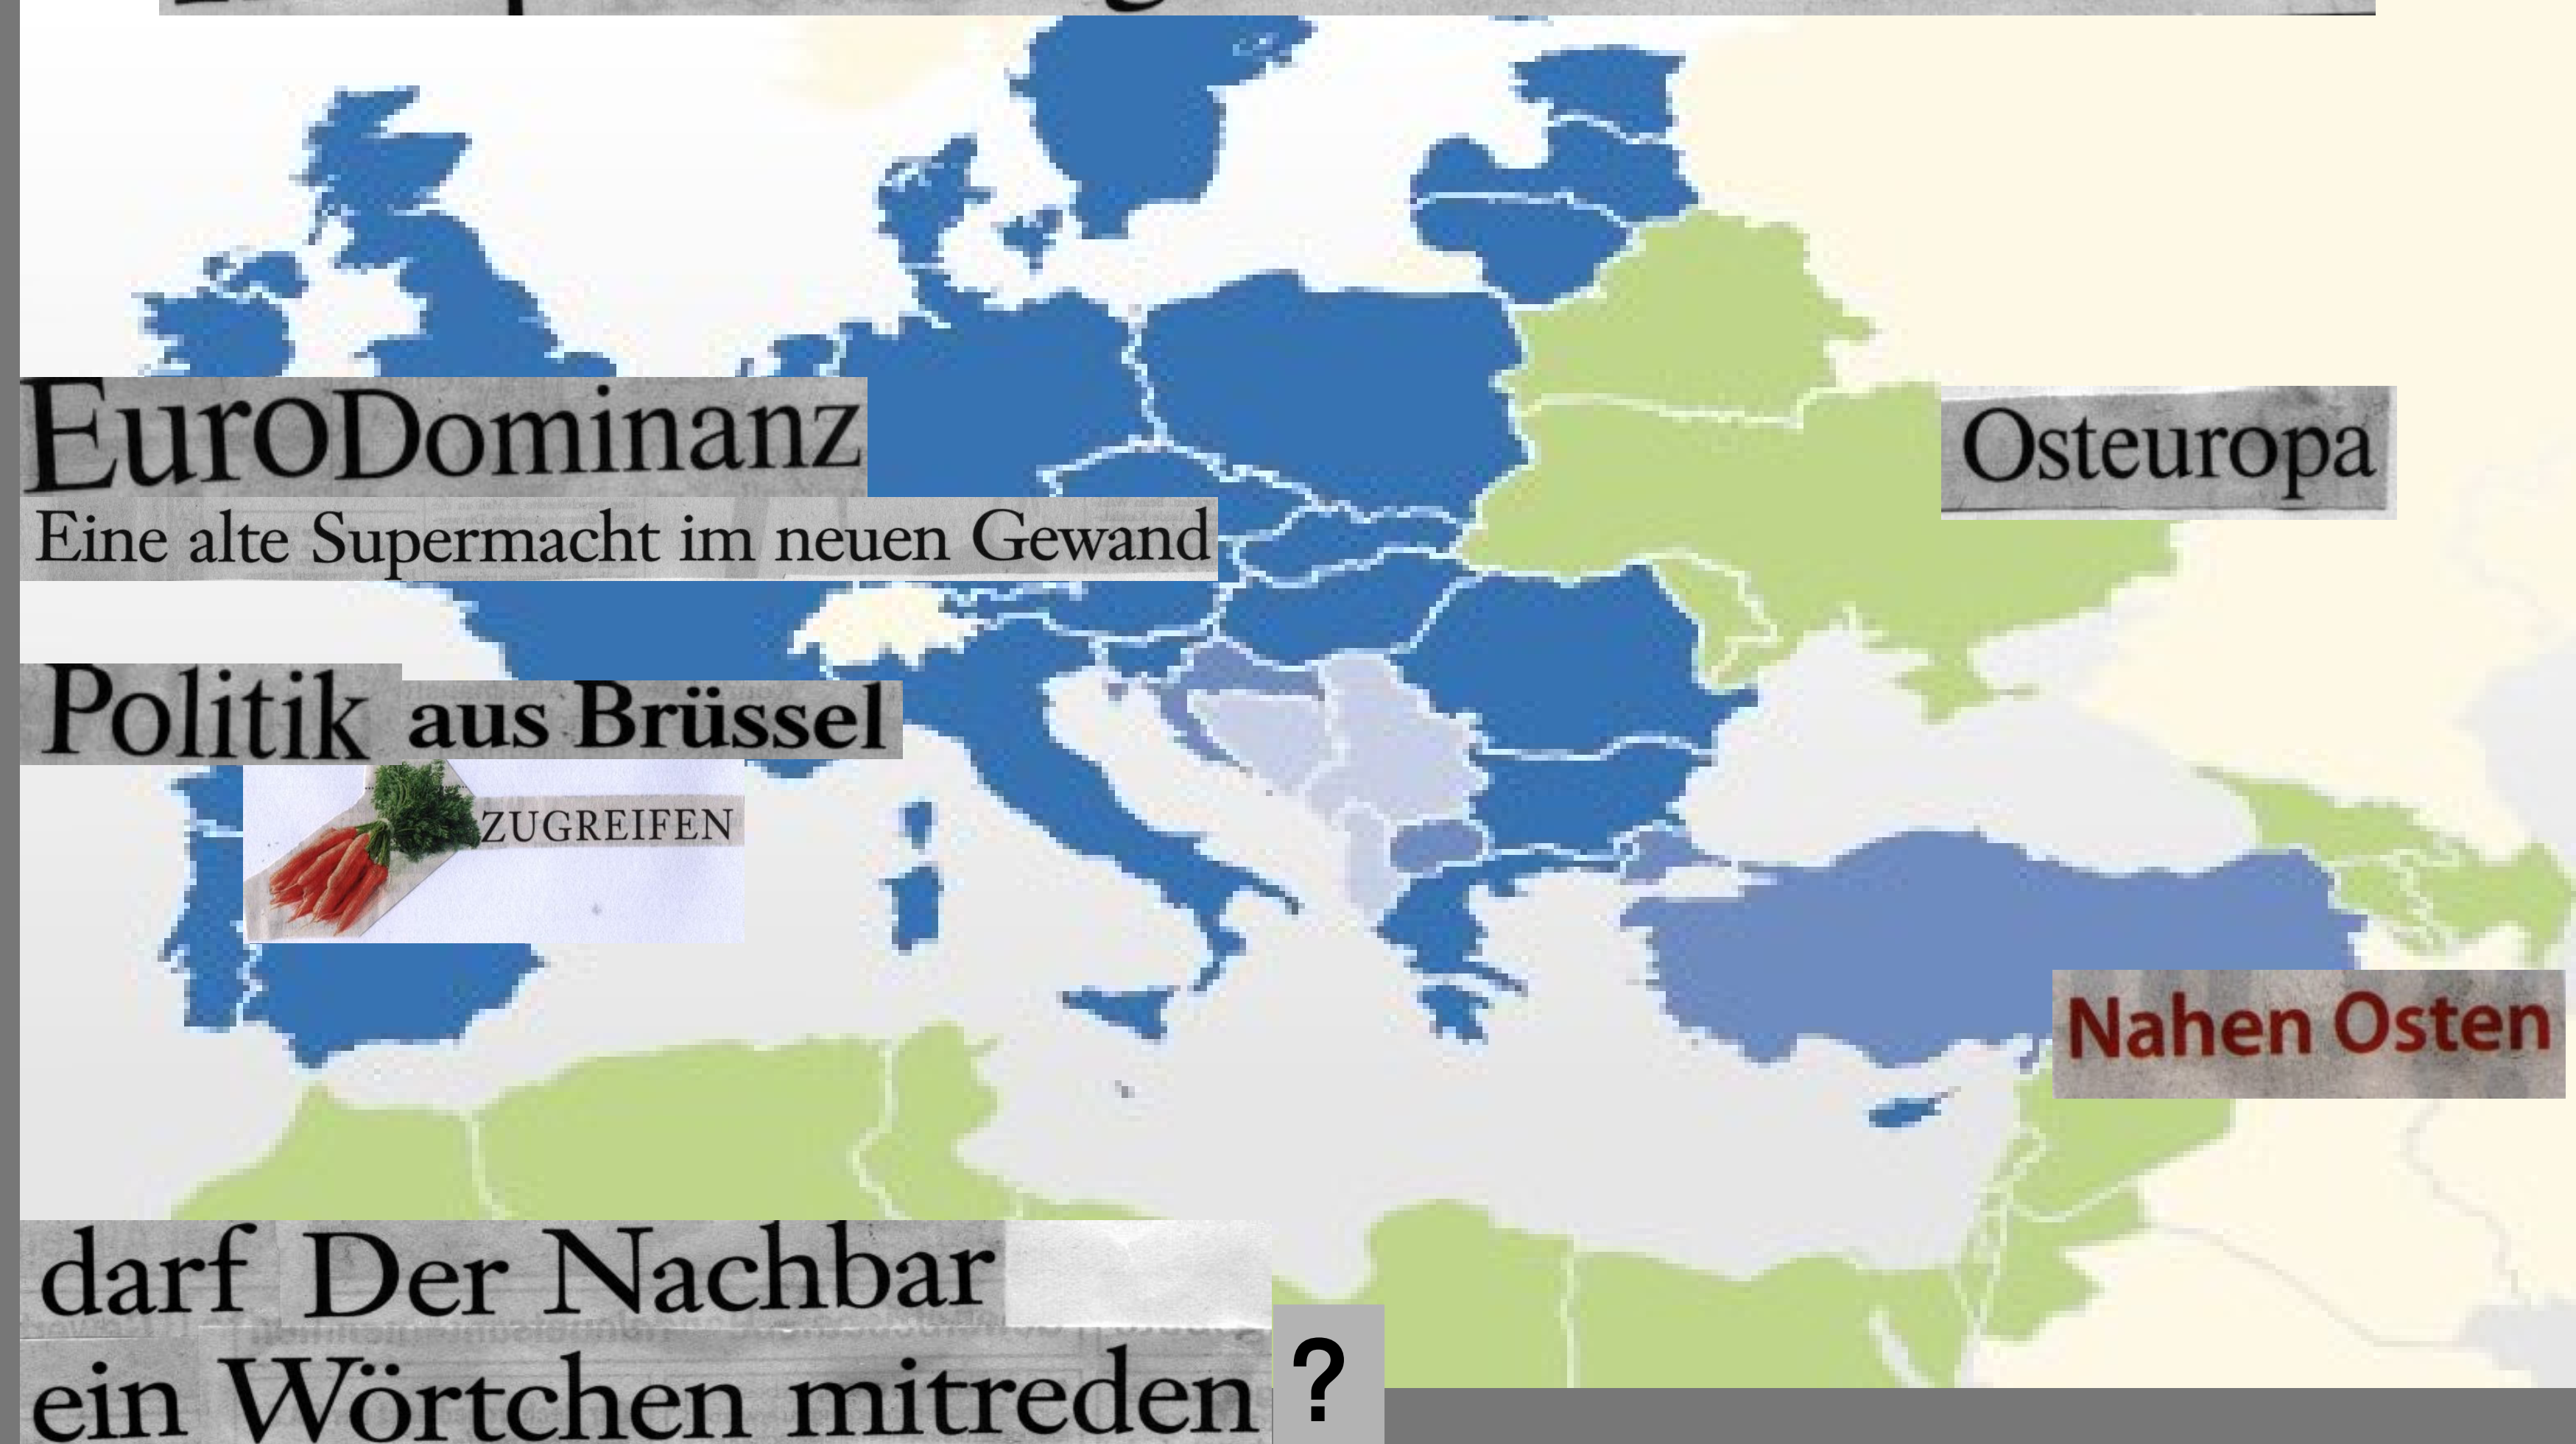 EuroDominanz
Osteuropa
Eine alte Supermacht im neuen Gewand
Politik aus Brüssel
ZUGREIFEN
Nahen Osten
darf Der Nachbar
ein Wörtchen mitreden ?